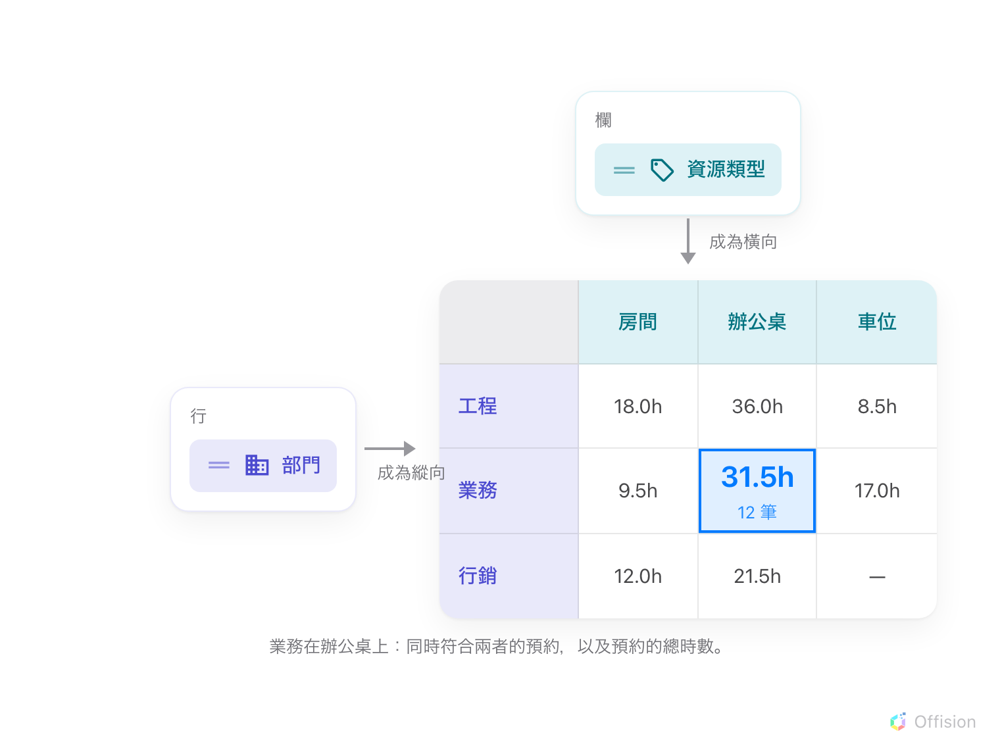 欄
資源類型
成為橫向
房間 辦公桌 車位
工程 18.0h 36.0h 8.5h
行
部門
成為縱向
業務 9.5h 31.5h 17.0h
12 筆
行銷 12.0h 21.5h —
業務在辦公桌上：同時符合兩者的預約，以及預約的總時數。
Offision